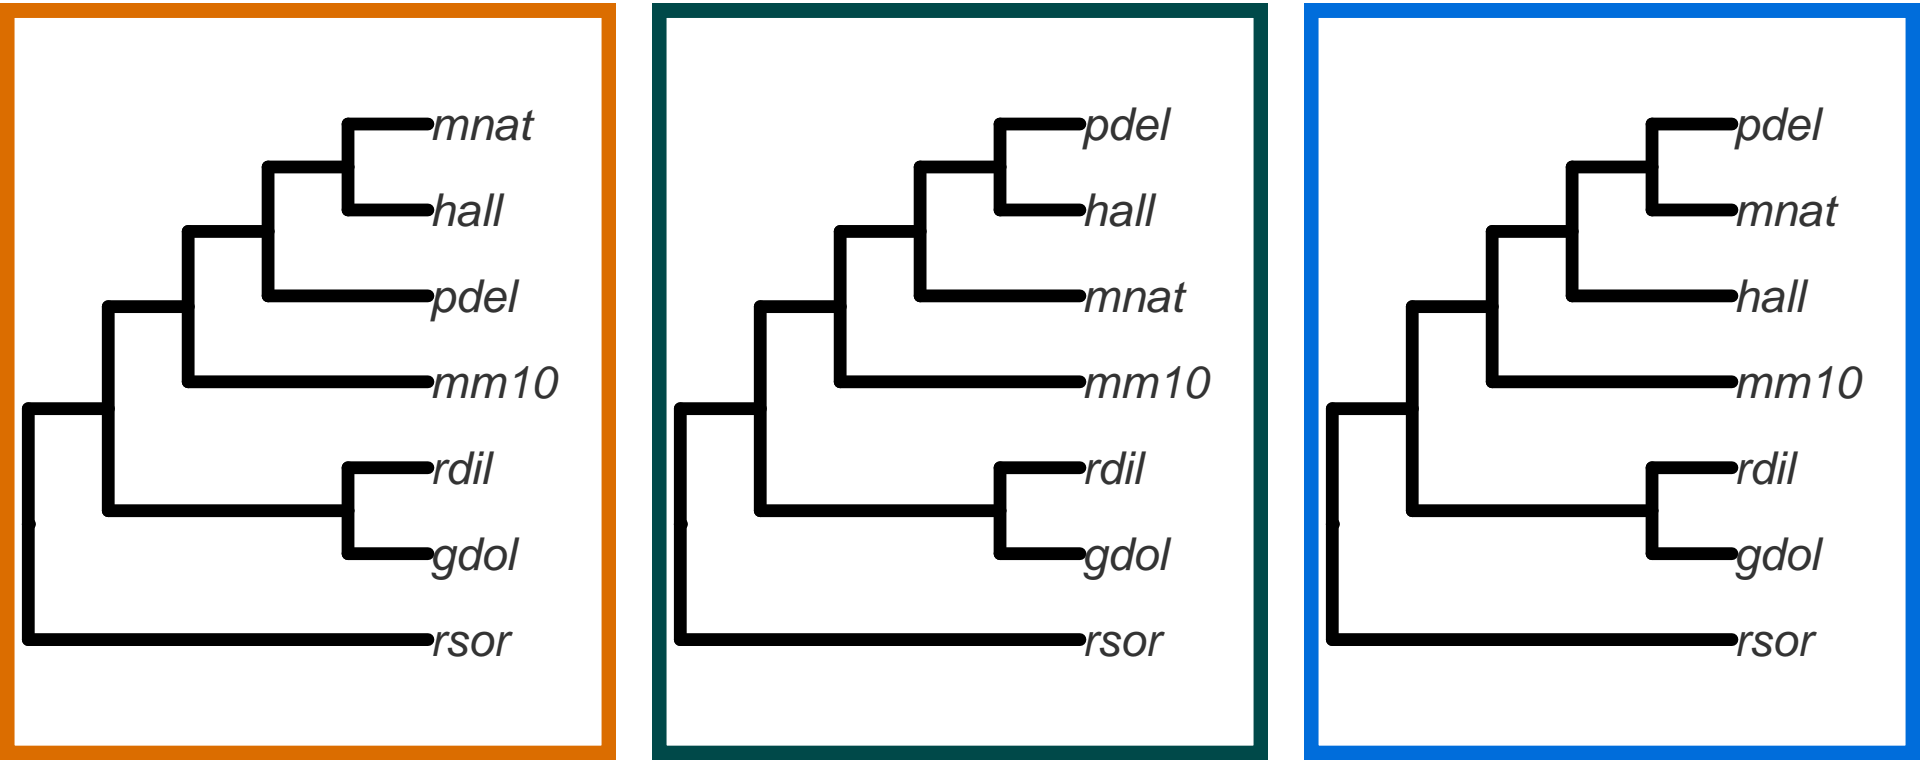 mnat
hall
pdel
mm10
rdil
gdol
rsor
pdel
hall
mnat
mm10
rdil
gdol
rsor
pdel
mnat
hall
mm10
rdil
gdol
rsor